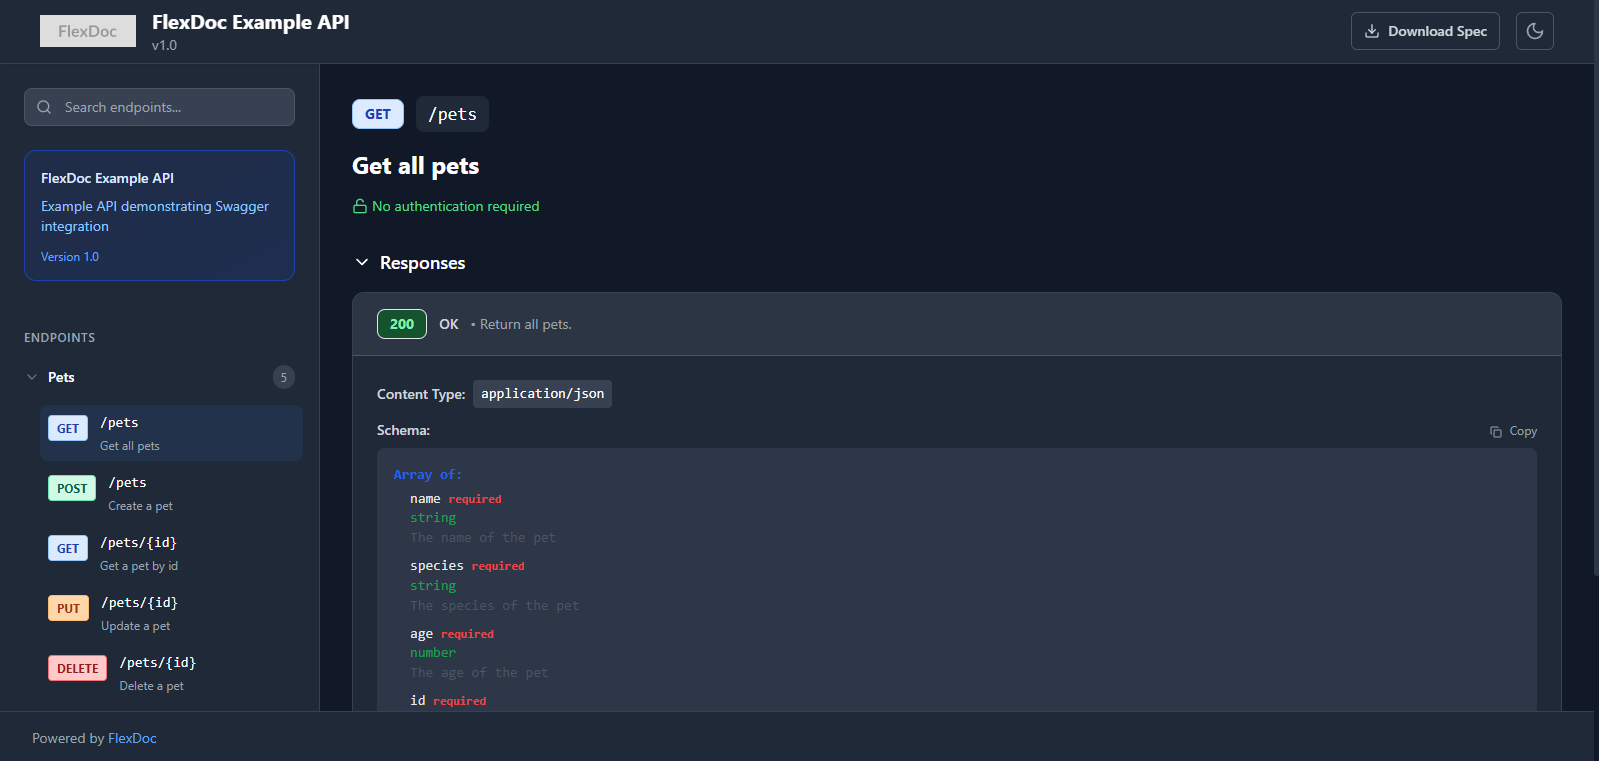 FlexDoc
FlexDoc Example API
v1.0
Download Spec
Search endpoints...
FlexDoc Example API
Example API demonstrating Swagger
integration
Version 1.0
ENDPOINTS
Pets 5
GET /pets
Get all pets
POST /pets
Create a pet
GET /pets/{id}
Get a pet by id
PUT /pets/{id}
Update a pet
DELETE /pets/{id}
Delete a pet
GET /pets
Get all pets
No authentication required
Responses
200 OK • Return all pets.
Content Type: application/json
Schema: Copy
Array of:
name required
string
The name of the pet
species required
string
The species of the pet
age required
number
The age of the pet
id required
Powered by FlexDoc